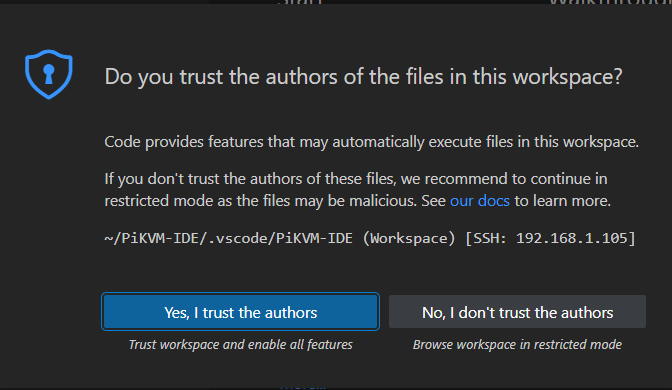 Start
Do you trust the authors of the files in this workspace?
Code provides features that may automatically execute files in this workspace.
If you don't trust the authors of these files, we recommend to continue in
restricted mode as the files may be malicious. See our docs to learn more.
~/PiKVM-IDE/.vscode/PiKVM-IDE (Workspace) [SSH: 192.168.1.105]
Yes, I trust the authors
No, I don't trust the authors
Trust workspace and enable all features
Browse workspace in restricted mode